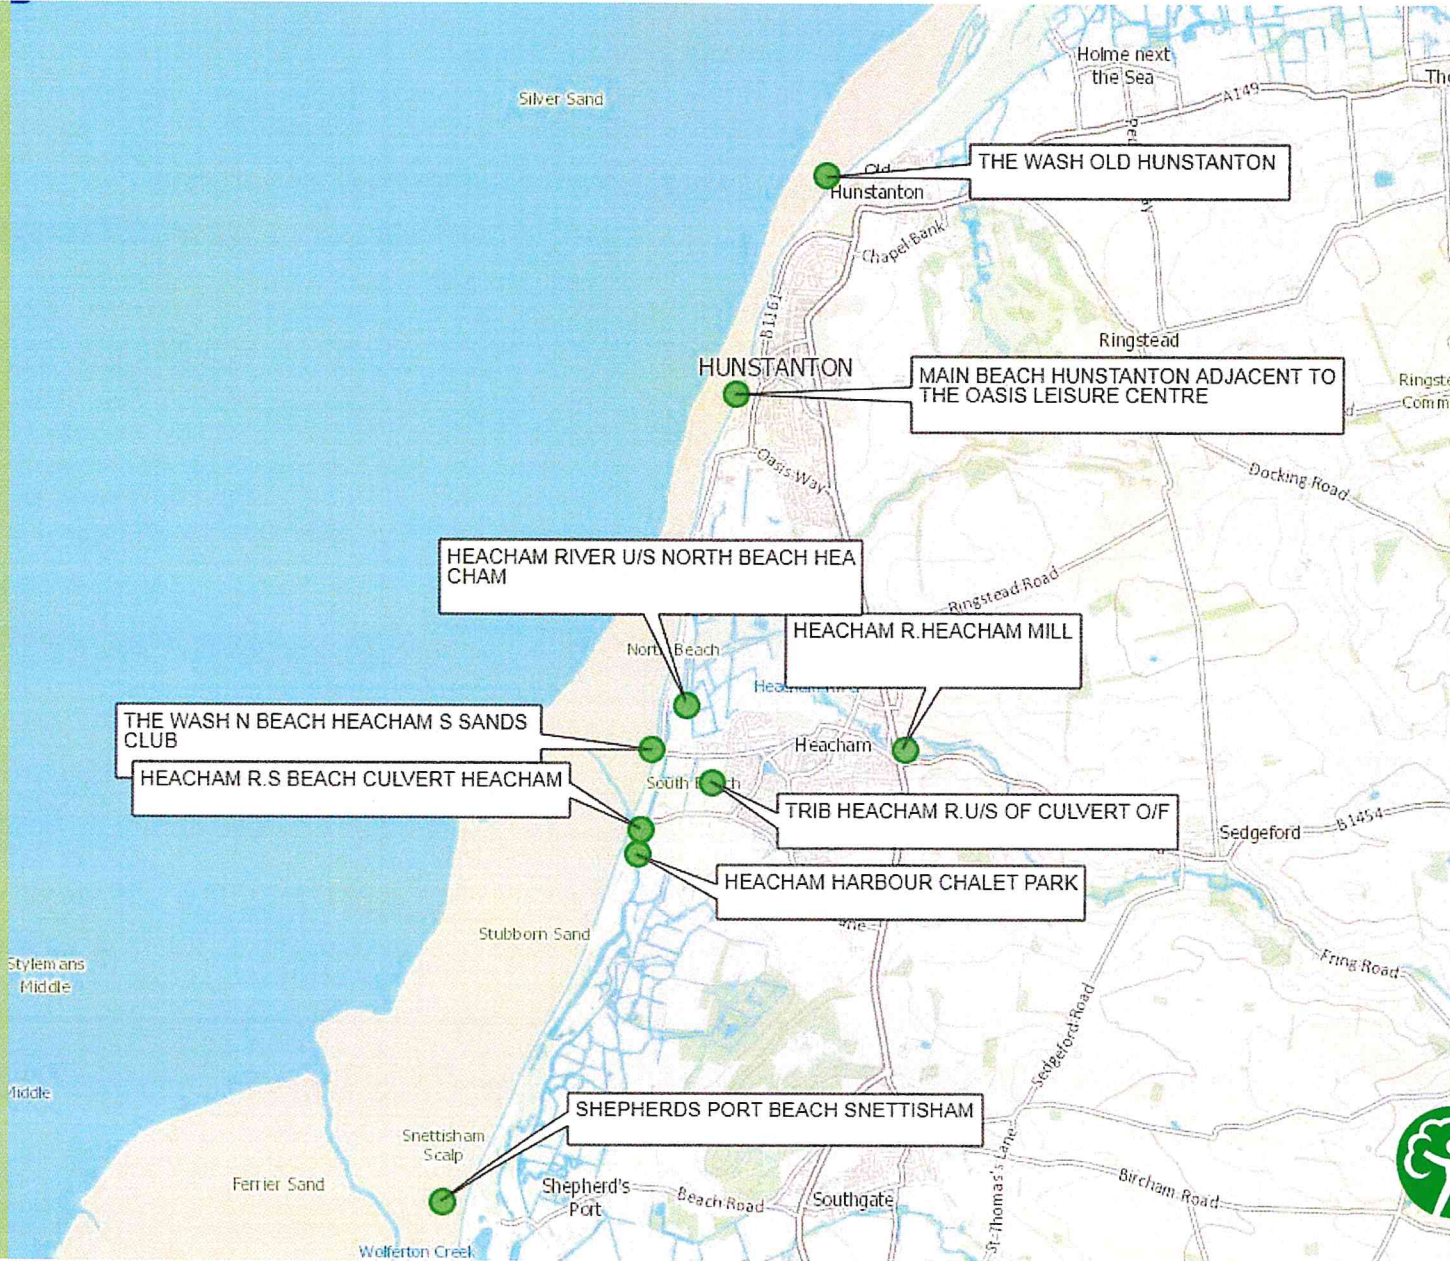 Holme next
the Sea
Silver Sand
A149
THE WASH OLD HUNSTANTON
Old
Hunstanton
Chapel Bank
B1161
Ringstead
HUNSTANTON
MAIN BEACH HUNSTANTON ADJACENT TO
THE OASIS LEISURE CENTRE
Oasis Way
Docking Road
HEACHAM RIVER U/S NORTH BEACH HEA
CHAM
Ringstead Road
HEACHAM R.HEACHAM MILL
North Beach
THE WASH N BEACH HEACHAM S SANDS
CLUB
Heacham
HEACHAM R.S BEACH CULVERT HEACHAM
South Beach
TRIB HEACHAM R.U/S OF CULVERT O/F
Sedgeford
B1454
HEACHAM HARBOUR CHALET PARK
Stubborn Sand
Stylemans
Middle
Fring Road
Sedgeford Road
Middle
SHEPHERDS PORT BEACH SNETTISHAM
Snettisham
Scalp
Ferrier Sand
Shepherd's
Port
Beach Road
Southgate
St Thomas's Lane
Bircham Road
Wolferton Creek